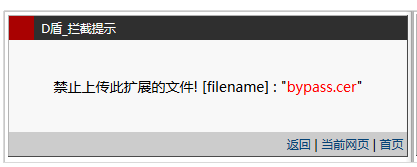 D盾_拦截提示
禁止上传此扩展的文件! [filename] : "bypass.cer"
返回 | 当前网页 | 首页